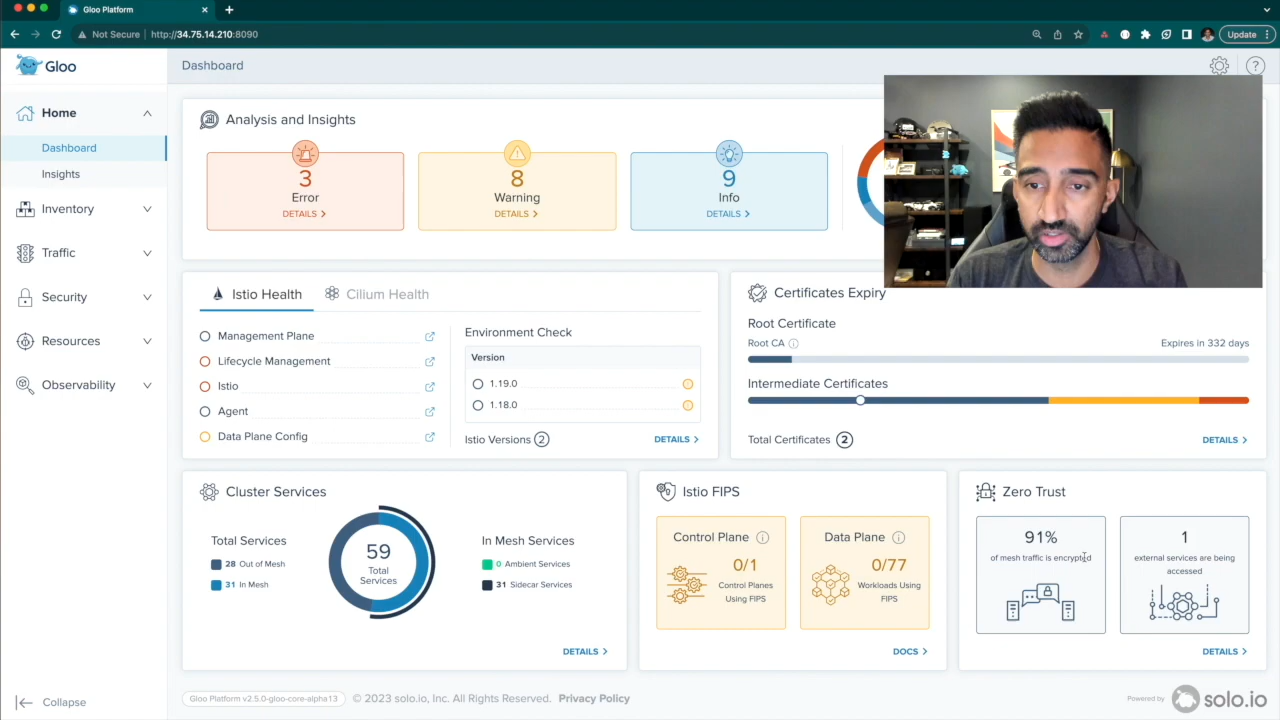 Gloo Platform
Not Secure | http://34.75.14.210:8090
Update
Gloo
Dashboard
Home
Dashboard
Insights
Inventory
Traffic
Security
Resources
Observability
Collapse
Analysis and Insights
3
Error
DETAILS
8
Warning
DETAILS
9
Info
DETAILS
Istio Health
Cilium Health
Management Plane
Lifecycle Management
Istio
Agent
Data Plane Config
Environment Check
Version
1.19.0
1.18.0
Istio Versions 2
DETAILS
Certificates Expiry
Root Certificate
Root CA
Expires in 332 days
Intermediate Certificates
Total Certificates 2
DETAILS
Cluster Services
Total Services
28 Out of Mesh
31 In Mesh
59
Total
Services
In Mesh Services
0 Ambient Services
31 Sidecar Services
DETAILS
Istio FIPS
Control Plane
0/1
Control Planes
Using FIPS
Data Plane
0/77
Workloads Using
FIPS
DOCS
Zero Trust
91%
of mesh traffic is encrypted
1
external services are being
accessed
DETAILS
Gloo Platform v2.5.0-gloo-core-alpha13
© 2023 solo.io, Inc. All Rights Reserved. Privacy Policy
Powered by
solo.io